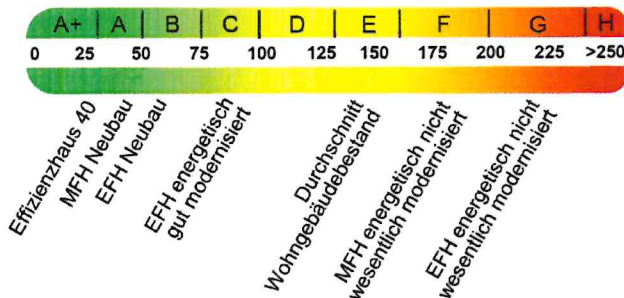 A+ A B C D E F G H
0 25 50 75 100 125 150 175 200 225 >250
Effizienzhaus 40
MFH Neubau
EFH Neubau
EFH energetisch
gut modernisiert
Durchschnitt
Wohngebäudebestand
MFH energetisch nicht
wesentlich modernisiert
EFH energetisch nicht
wesentlich modernisiert